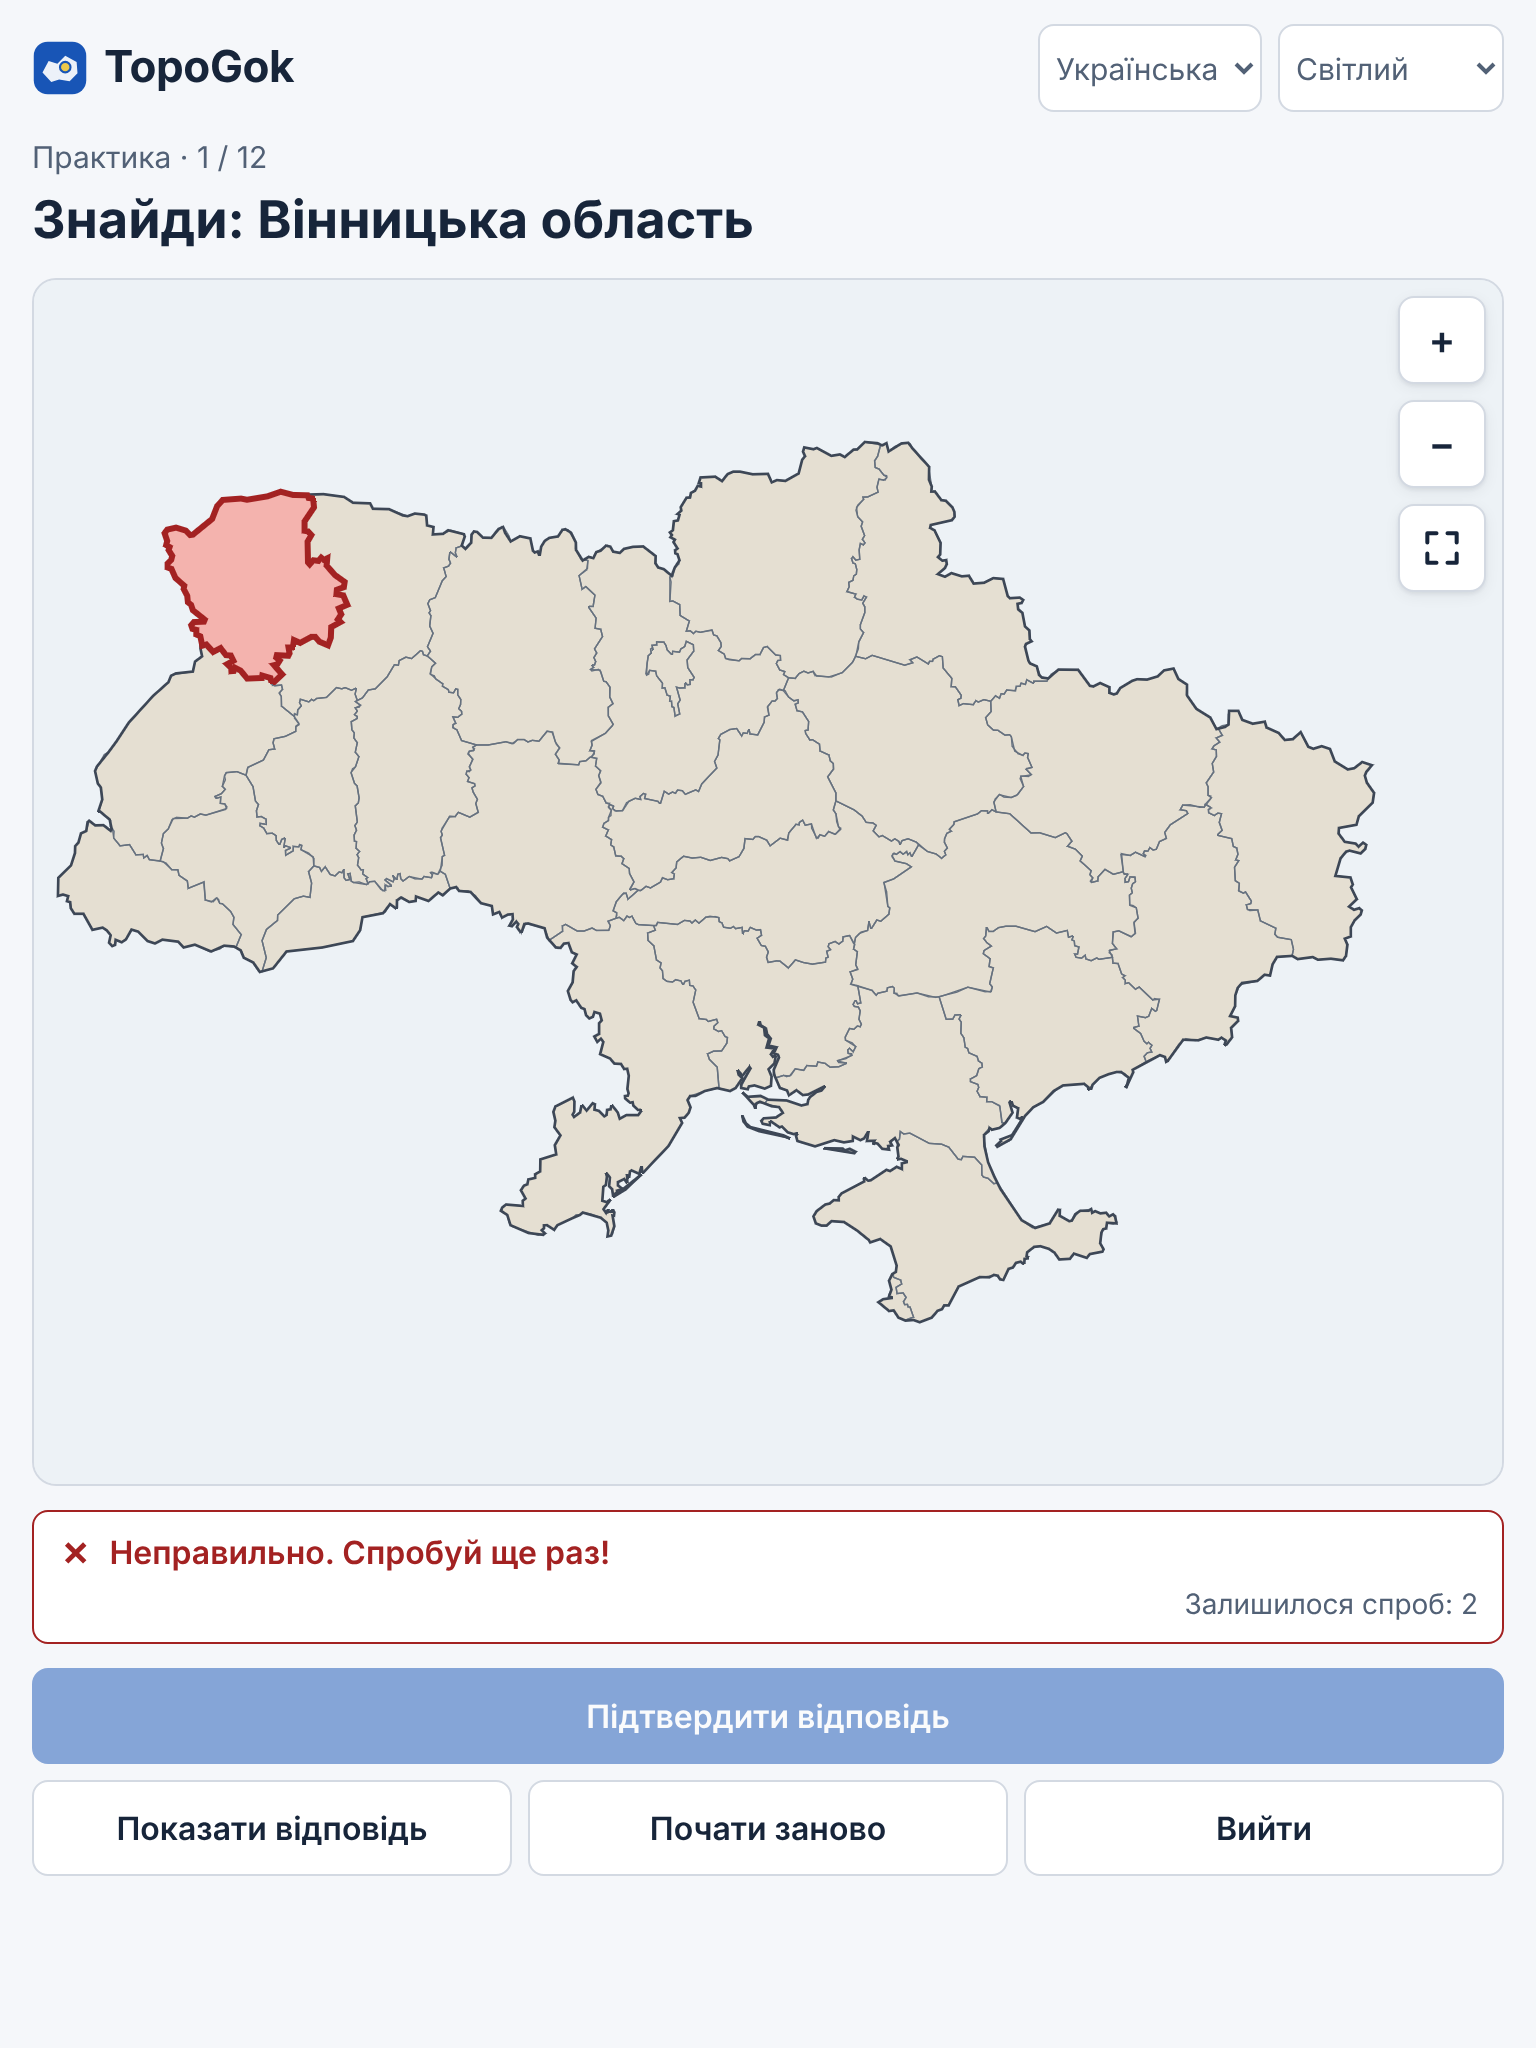 TopoGok
Українська
Світлий
Практика · 1 / 12
Знайди: Вінницька область
+
−
× Неправильно. Спробуй ще раз!
Залишилося спроб: 2
Підтвердити відповідь
Показати відповідь
Почати заново
Вийти